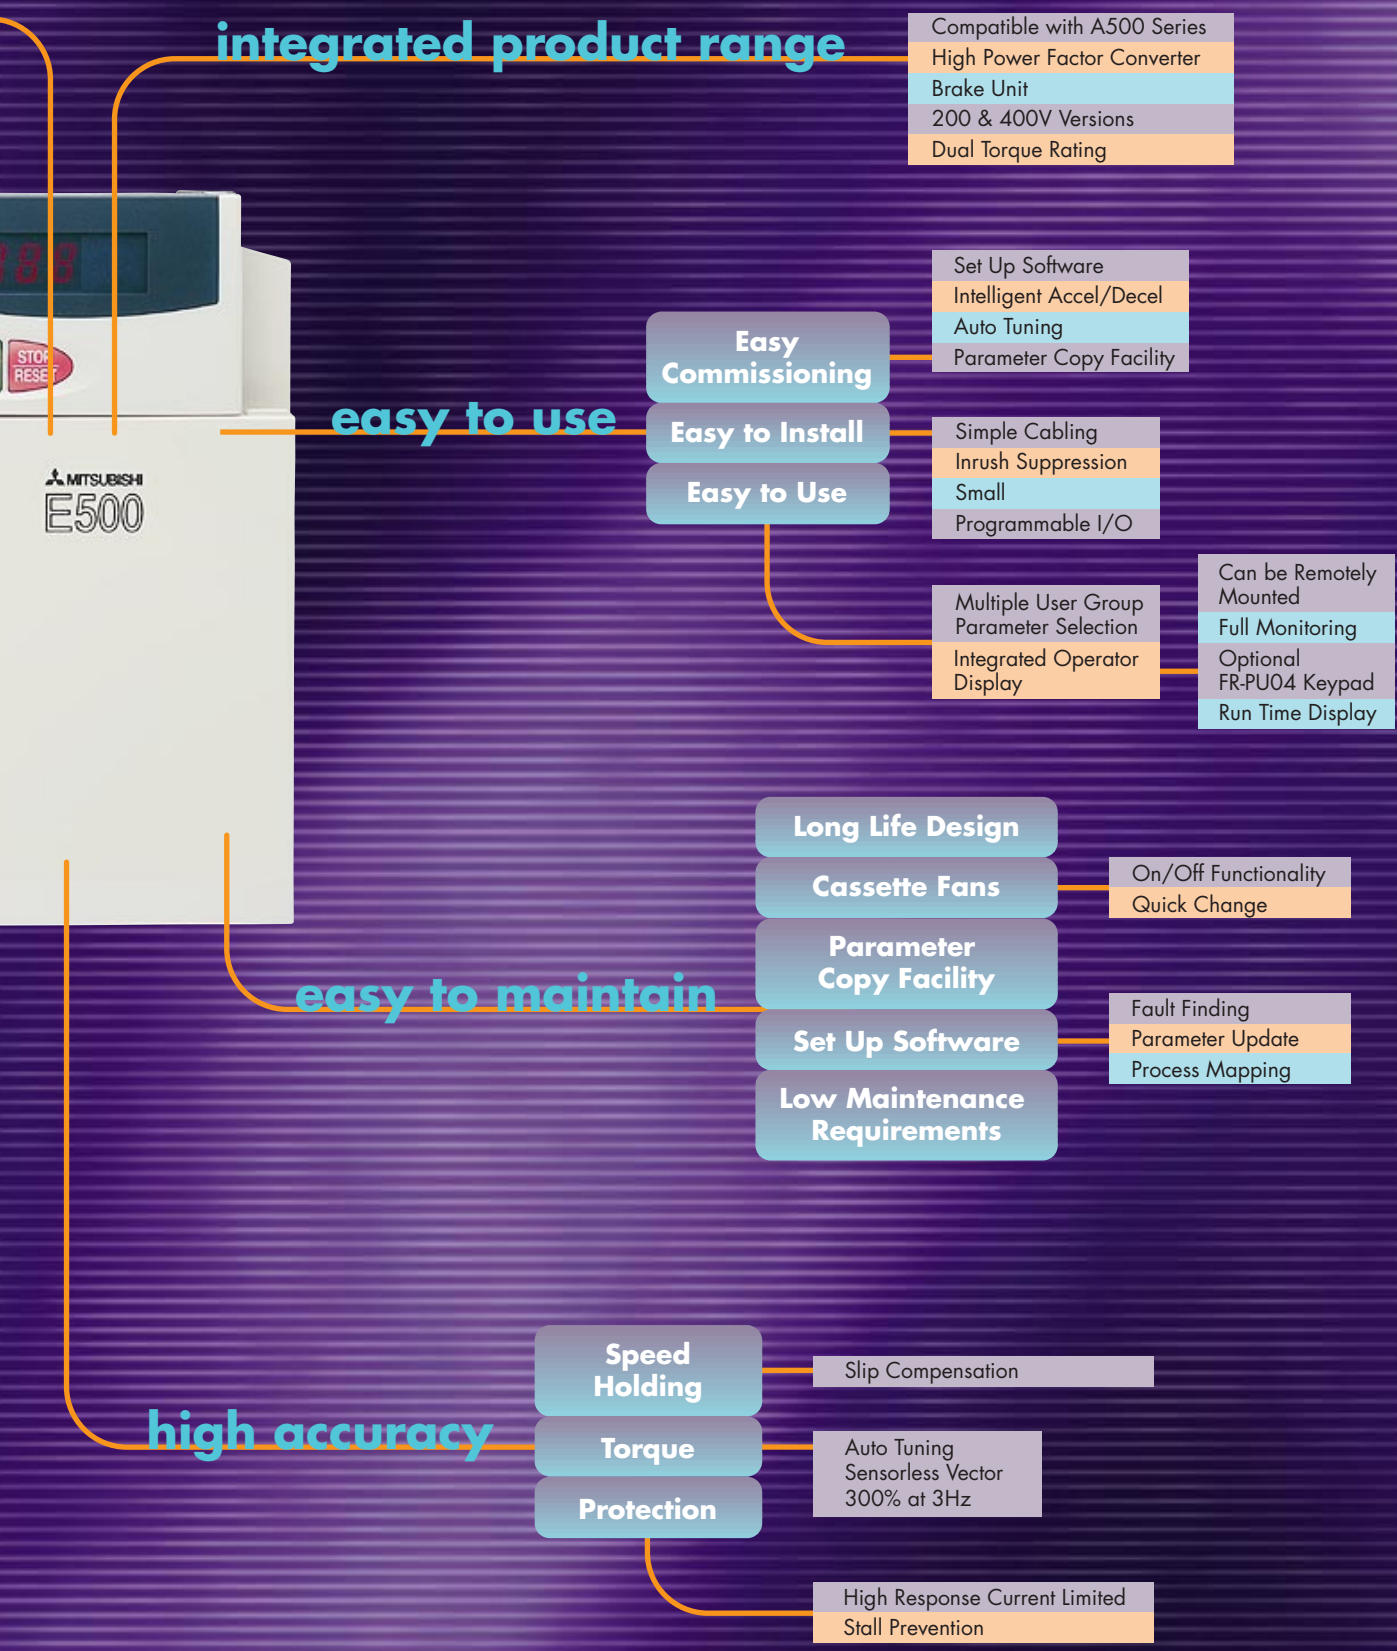 integrated product range
Compatible with A500 Series
High Power Factor Converter
Brake Unit
200 & 400V Versions
Dual Torque Rating
STOP
RESET
MITSUBISHI
E500
easy to use
Easy
Commissioning
Easy to Install
Easy to Use
Set Up Software
Intelligent Accel/Decel
Auto Tuning
Parameter Copy Facility
Simple Cabling
Inrush Suppression
Small
Programmable I/O
Multiple User Group
Parameter Selection
Integrated Operator
Display
Can be Remotely
Mounted
Full Monitoring
Optional
FR-PU04 Keypad
Run Time Display
easy to maintain
Long Life Design
Cassette Fans
Parameter
Copy Facility
Set Up Software
Low Maintenance
Requirements
On/Off Functionality
Quick Change
Fault Finding
Parameter Update
Process Mapping
high accuracy
Speed
Holding
Torque
Protection
Slip Compensation
Auto Tuning
Sensorless Vector
300% at 3Hz
High Response Current Limited
Stall Prevention